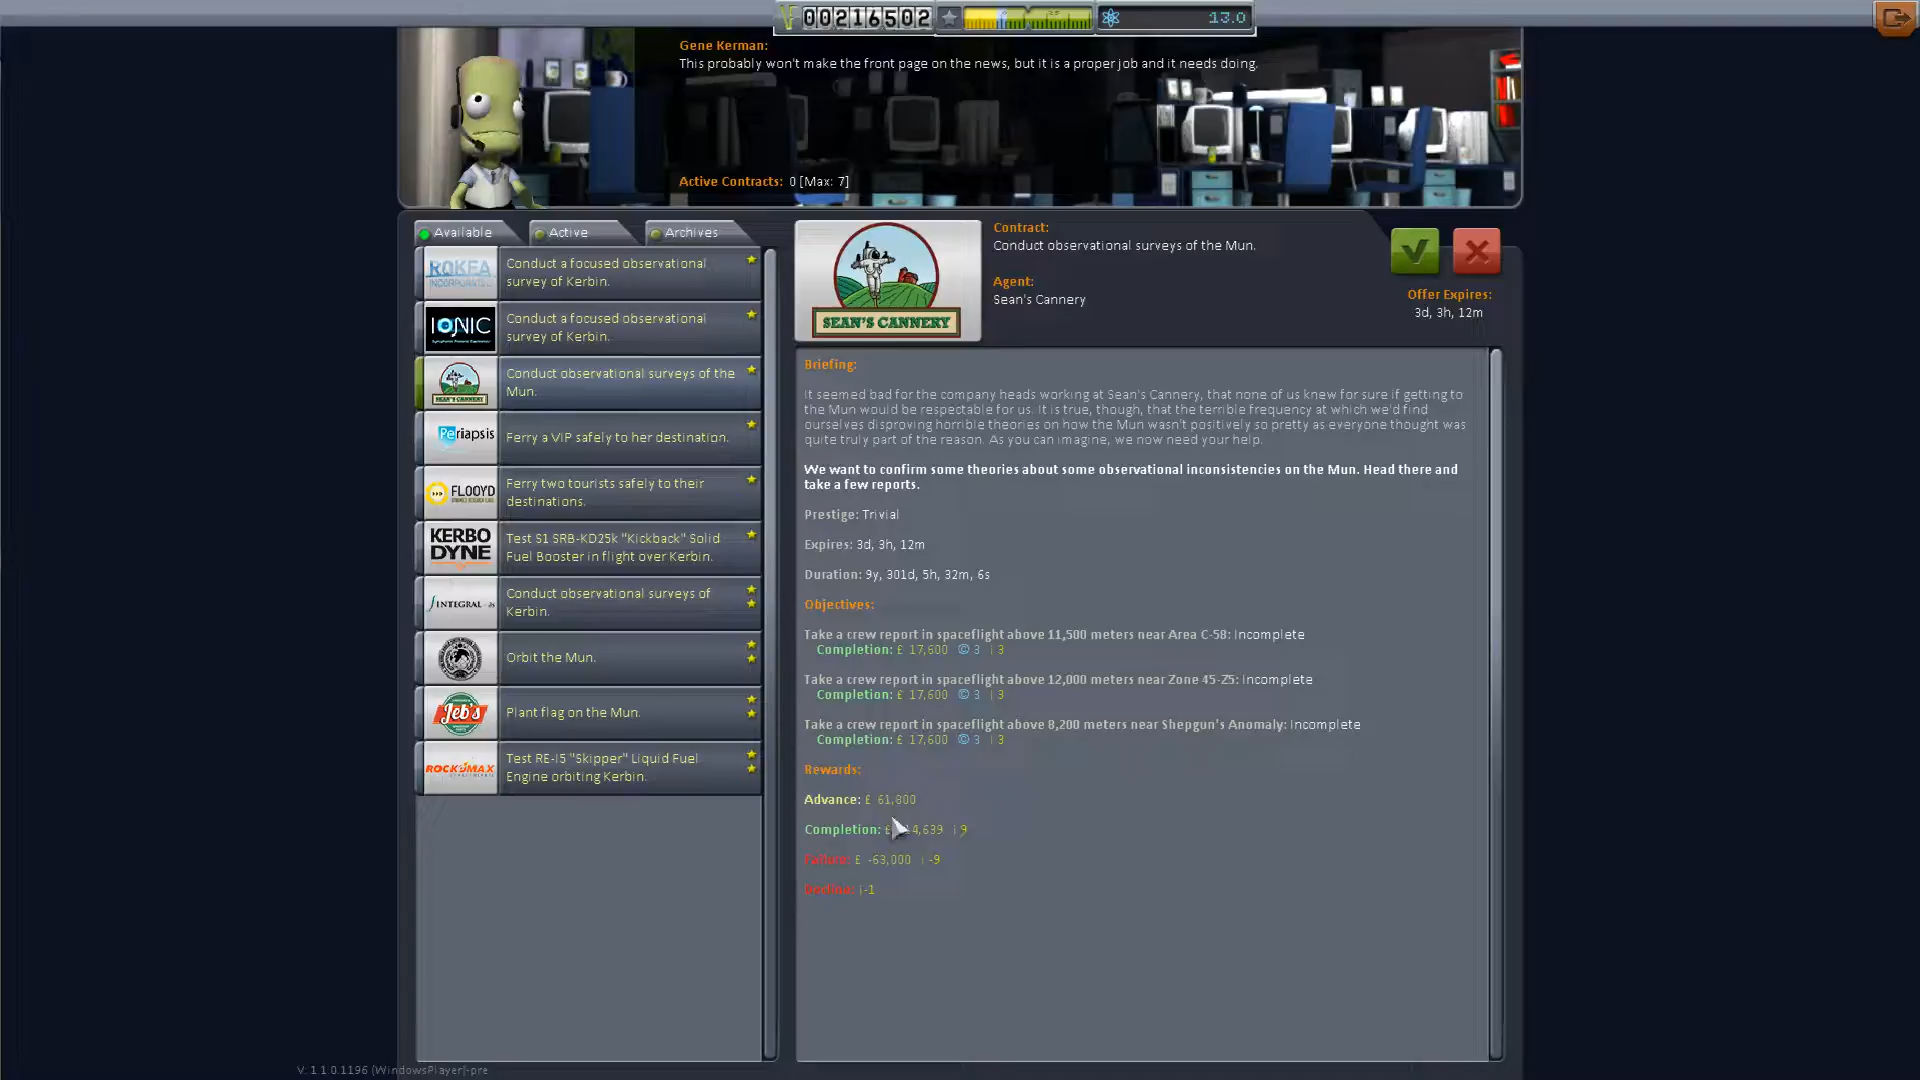 00216502
13.0
Gene Kerman:
This probably won't make the front page on the news, but it is a proper job and it needs doing.
Active Contracts: 0 [Max: 7]
Available
Active
Archives
ROKEA
INCORPORATED
Conduct a focused observational
survey of Kerbin.
IONIC
Conduct a focused observational
survey of Kerbin.
SEAN'S CANNERY
Conduct observational surveys of the
Mun.
Periapsis
Ferry a VIP safely to her destination.
FLOOYD
Ferry two tourists safely to their
destinations.
KERBO
DYNE
Test S1 SRB-KD25k "Kickback" Solid
Fuel Booster in flight over Kerbin.
INTEGRAL
Conduct observational surveys of
Kerbin.
Orbit the Mun.
Jeb's
Plant flag on the Mun.
ROCKOMAX
Test RE-I5 "Skipper" Liquid Fuel
Engine orbiting Kerbin.
SEAN'S CANNERY
Contract:
Conduct observational surveys of the Mun.
Agent:
Sean's Cannery
Offer Expires:
3d, 3h, 12m
Briefing:
It seemed bad for the company heads working at Sean's Cannery, that none of us knew for sure if getting to
the Mun would be respectable for us. It is true, though, that the terrible frequency at which we'd find
ourselves disproving horrible theories on how the Mun wasn't positively so pretty as everyone thought was
quite truly part of the reason. As you can imagine, we now need your help.
We want to confirm some theories about some observational inconsistencies on the Mun. Head there and
take a few reports.
Prestige: Trivial
Expires: 3d, 3h, 12m
Duration: 9y, 301d, 5h, 32m, 6s
Objectives:
Take a crew report in spaceflight above 11,500 meters near Area C-58: Incomplete
Completion: £ 17,600 3 3
Take a crew report in spaceflight above 12,000 meters near Zone 45-Z5: Incomplete
Completion: £ 17,600 3 3
Take a crew report in spaceflight above 8,200 meters near Shepgun's Anomaly: Incomplete
Completion: £ 17,600 3 3
Rewards:
Advance: £ 61,800
Completion: 4,639 9
Failure: £ -63,000 -9
Decline: -1
V: 1.1.0.1196 (WindowsPlayer)-pre